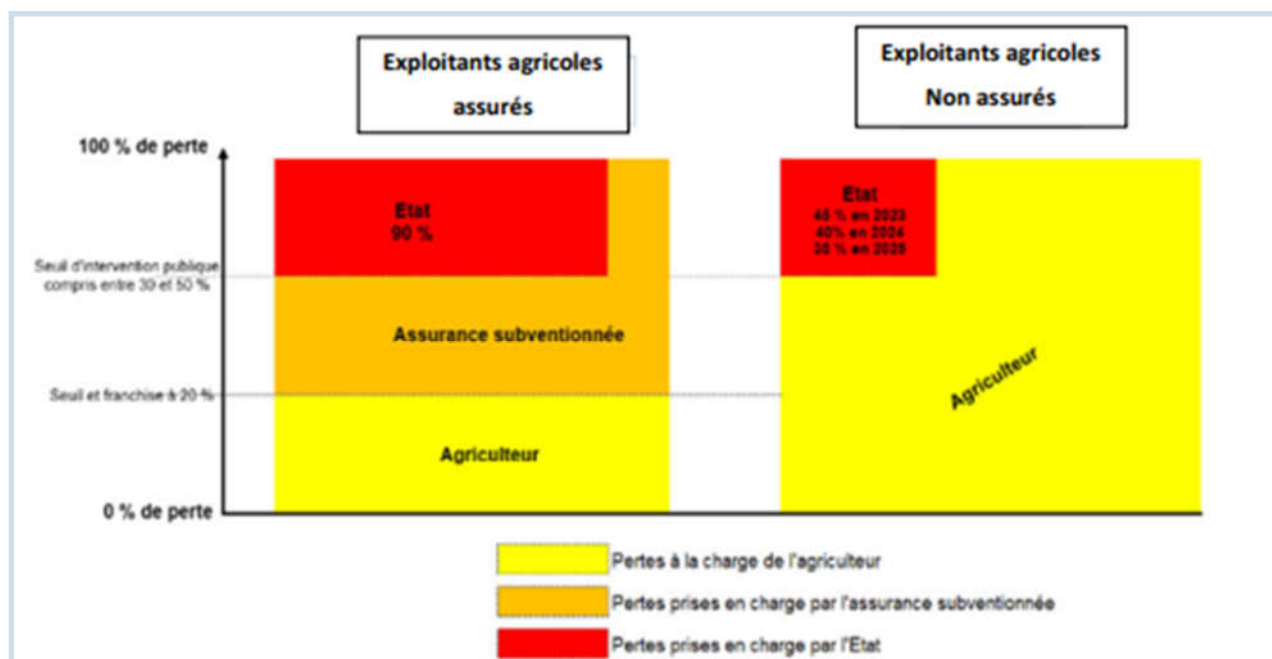 Exploitants agricoles
assurés
Exploitants agricoles
Non assurés
100 % de perte
Etat
90 %
Etat
45 % en 2023
40% en 2024
35 % en 2025
Seuil d'intervention publique
compris entre 30 et 50 %
Assurance subventionnée
Agriculteur
Seuil et franchise à 20 %
Agriculteur
0 % de perte
Pertes à la charge de l'agriculteur
Pertes prises en charge par l'assurance subventionnée
Pertes prises en charge par l'Etat